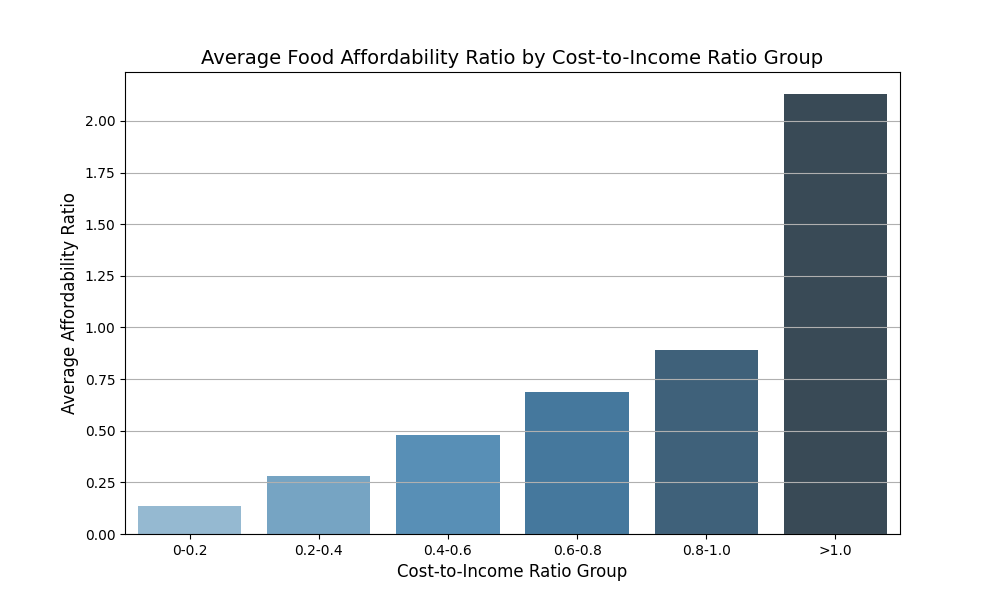 Average Food Affordability Ratio by Cost-to-Income Ratio Group
Average Affordability Ratio
2.00
1.75
1.50
1.25
1.00
0.75
0.50
0.25
0.00
0-0.2 0.2-0.4 0.4-0.6 0.6-0.8 0.8-1.0 >1.0
Cost-to-Income Ratio Group